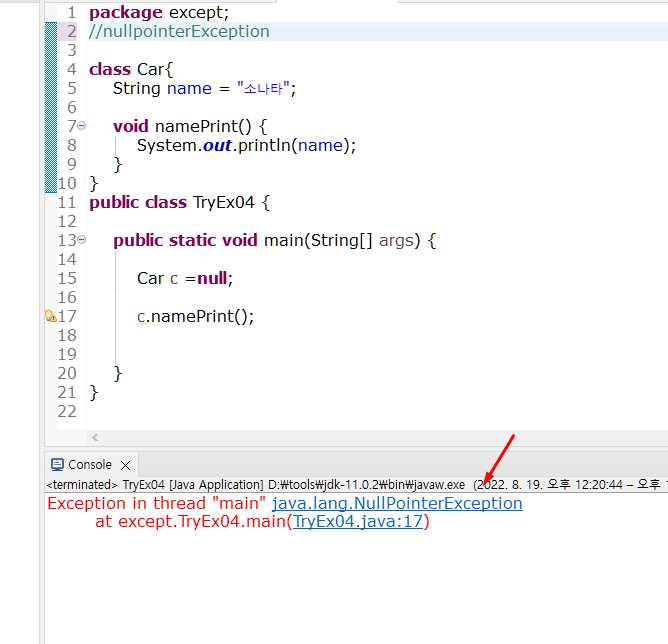 1 package except;
2 //nullpointerException
3
4 class Car{
5 String name = "소나타";
6
7 void namePrint() {
8 System.out.println(name);
9 }
10 }
11 public class TryEx04 {
12
13 public static void main(String[] args) {
14
15 Car c =null;
16
17 c.namePrint();
18
19
20 }
21 }
22
Console
<terminated> TryEx04 [Java Application] D:₩tools₩jdk-11.0.2₩bin₩javaw.exe (2022. 8. 19. 오후 12:20:44 – 오후
Exception in thread "main" java.lang.NullPointerException
at except.TryEx04.main(TryEx04.java:17)